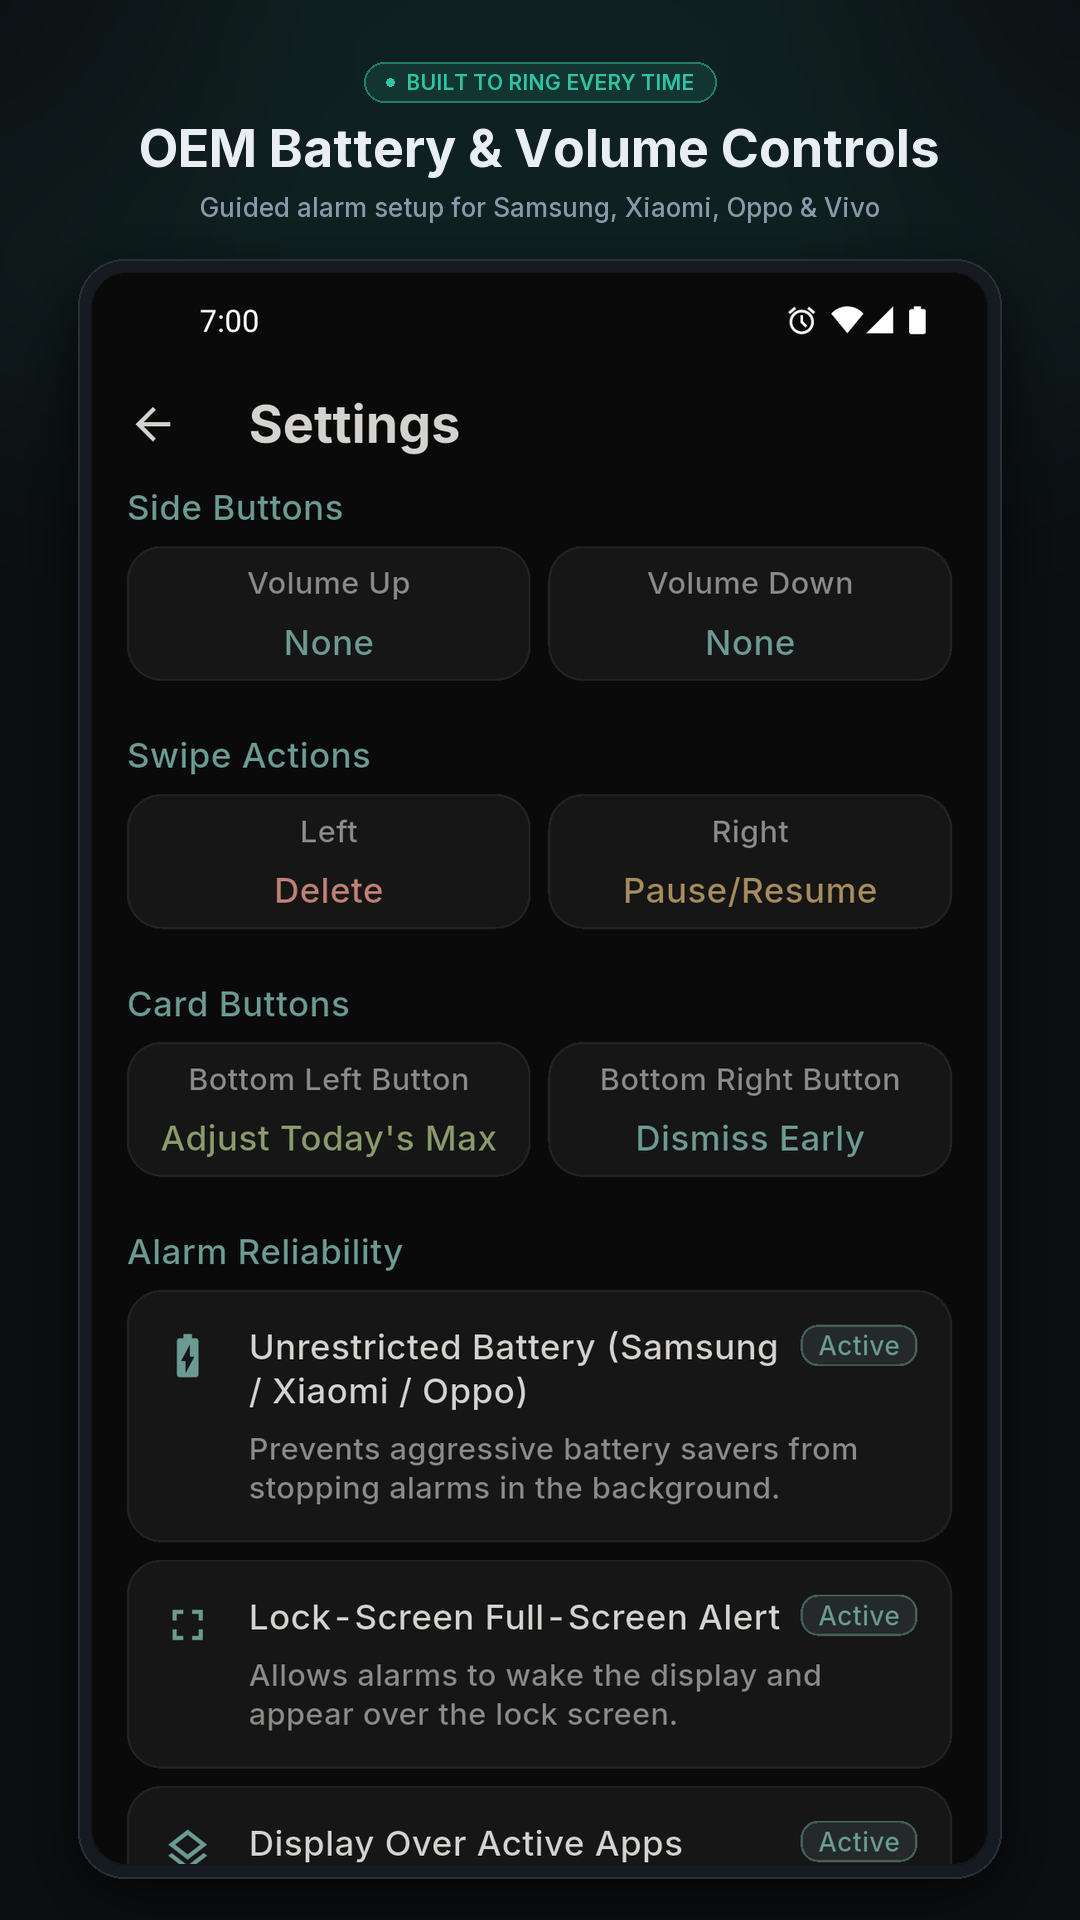 BUILT TO RING EVERY TIME
OEM Battery & Volume Controls
Guided alarm setup for Samsung, Xiaomi, Oppo & Vivo
7:00
Settings
Side Buttons
Volume Up
None
Volume Down
None
Swipe Actions
Left
Delete
Right
Pause/Resume
Card Buttons
Bottom Left Button
Adjust Today's Max
Bottom Right Button
Dismiss Early
Alarm Reliability
Unrestricted Battery (Samsung
/ Xiaomi / Oppo)
Active
Prevents aggressive battery savers from
stopping alarms in the background.
Lock-Screen Full-Screen Alert
Active
Allows alarms to wake the display and
appear over the lock screen.
Display Over Active Apps
Active